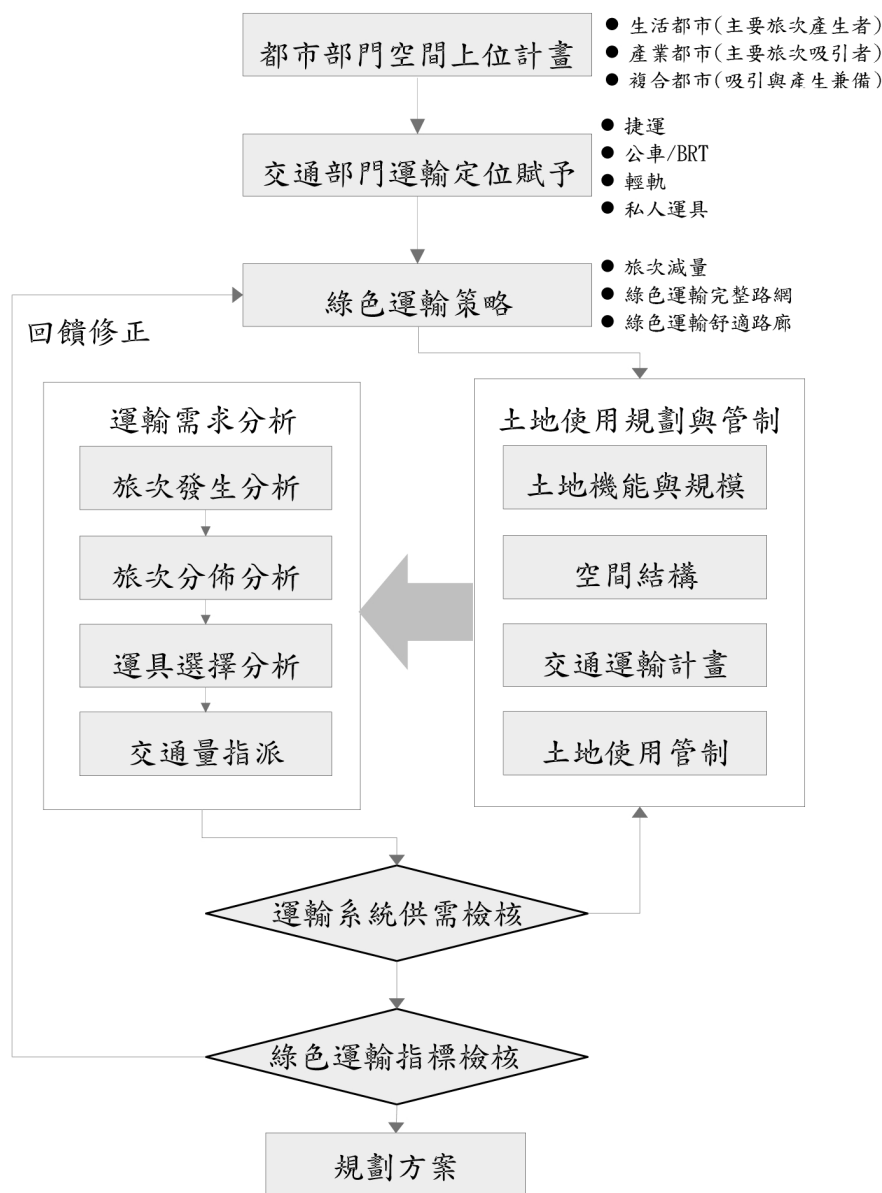 都市部門空間上位計畫
● 生活都市(主要旅次產生者)
● 產業都市(主要旅次吸引者)
● 複合都市(吸引與產生兼備)
交通部門運輸定位賦予
● 捷運
● 公車/BRT
● 輕軌
● 私人運具
綠色運輸策略
● 旅次減量
● 綠色運輸完整路網
● 綠色運輸舒適路廊
回饋修正
運輸需求分析
旅次發生分析
旅次分佈分析
運具選擇分析
交通量指派
土地使用規劃與管制
土地機能與規模
空間結構
交通運輸計畫
土地使用管制
運輸系統供需檢核
綠色運輸指標檢核
規劃方案